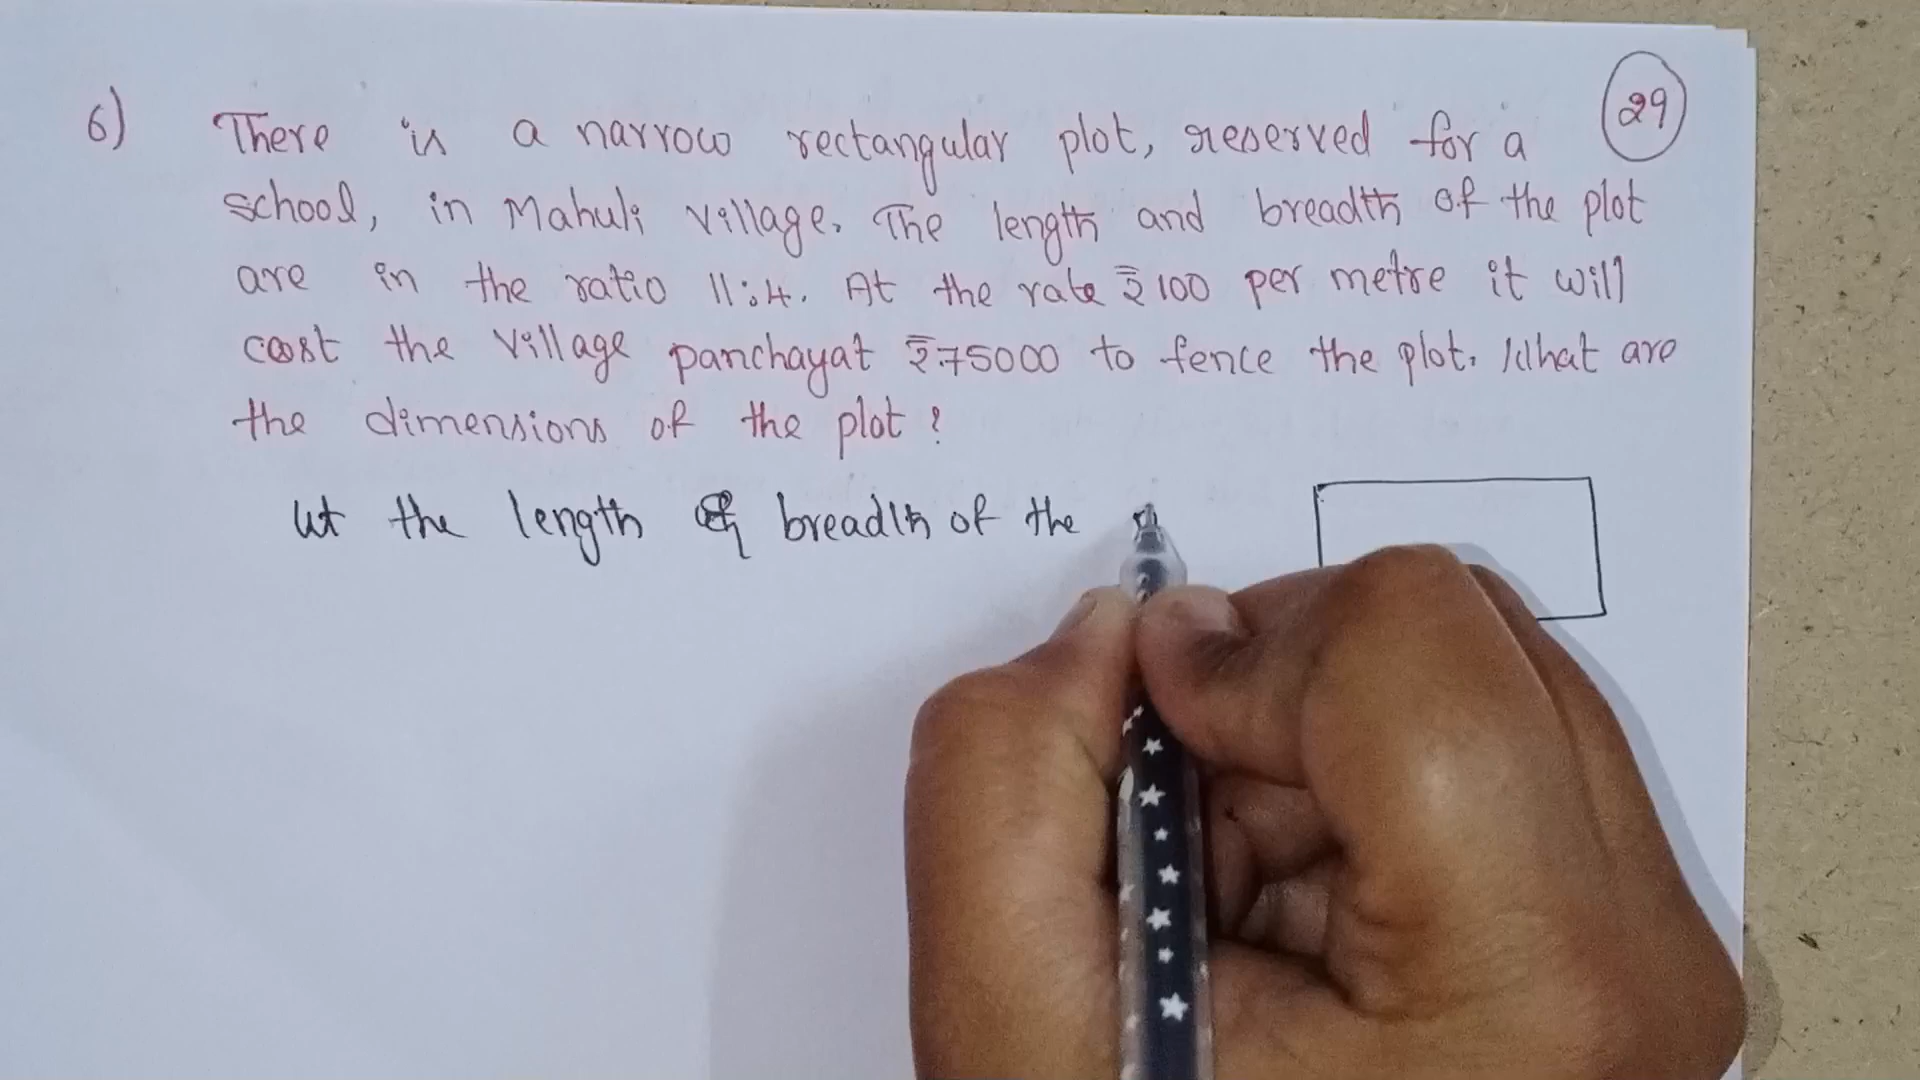 29
6) There is a narrow rectangular plot, reserved for a
school, in Mahuli village. The length and breadth of the plot
are in the ratio 11:4. At the rate ₹100 per metre it will
cost the village panchayat ₹.75000 to fence the plot. What are
the dimensions of the plot?
Let the length & breadth of the